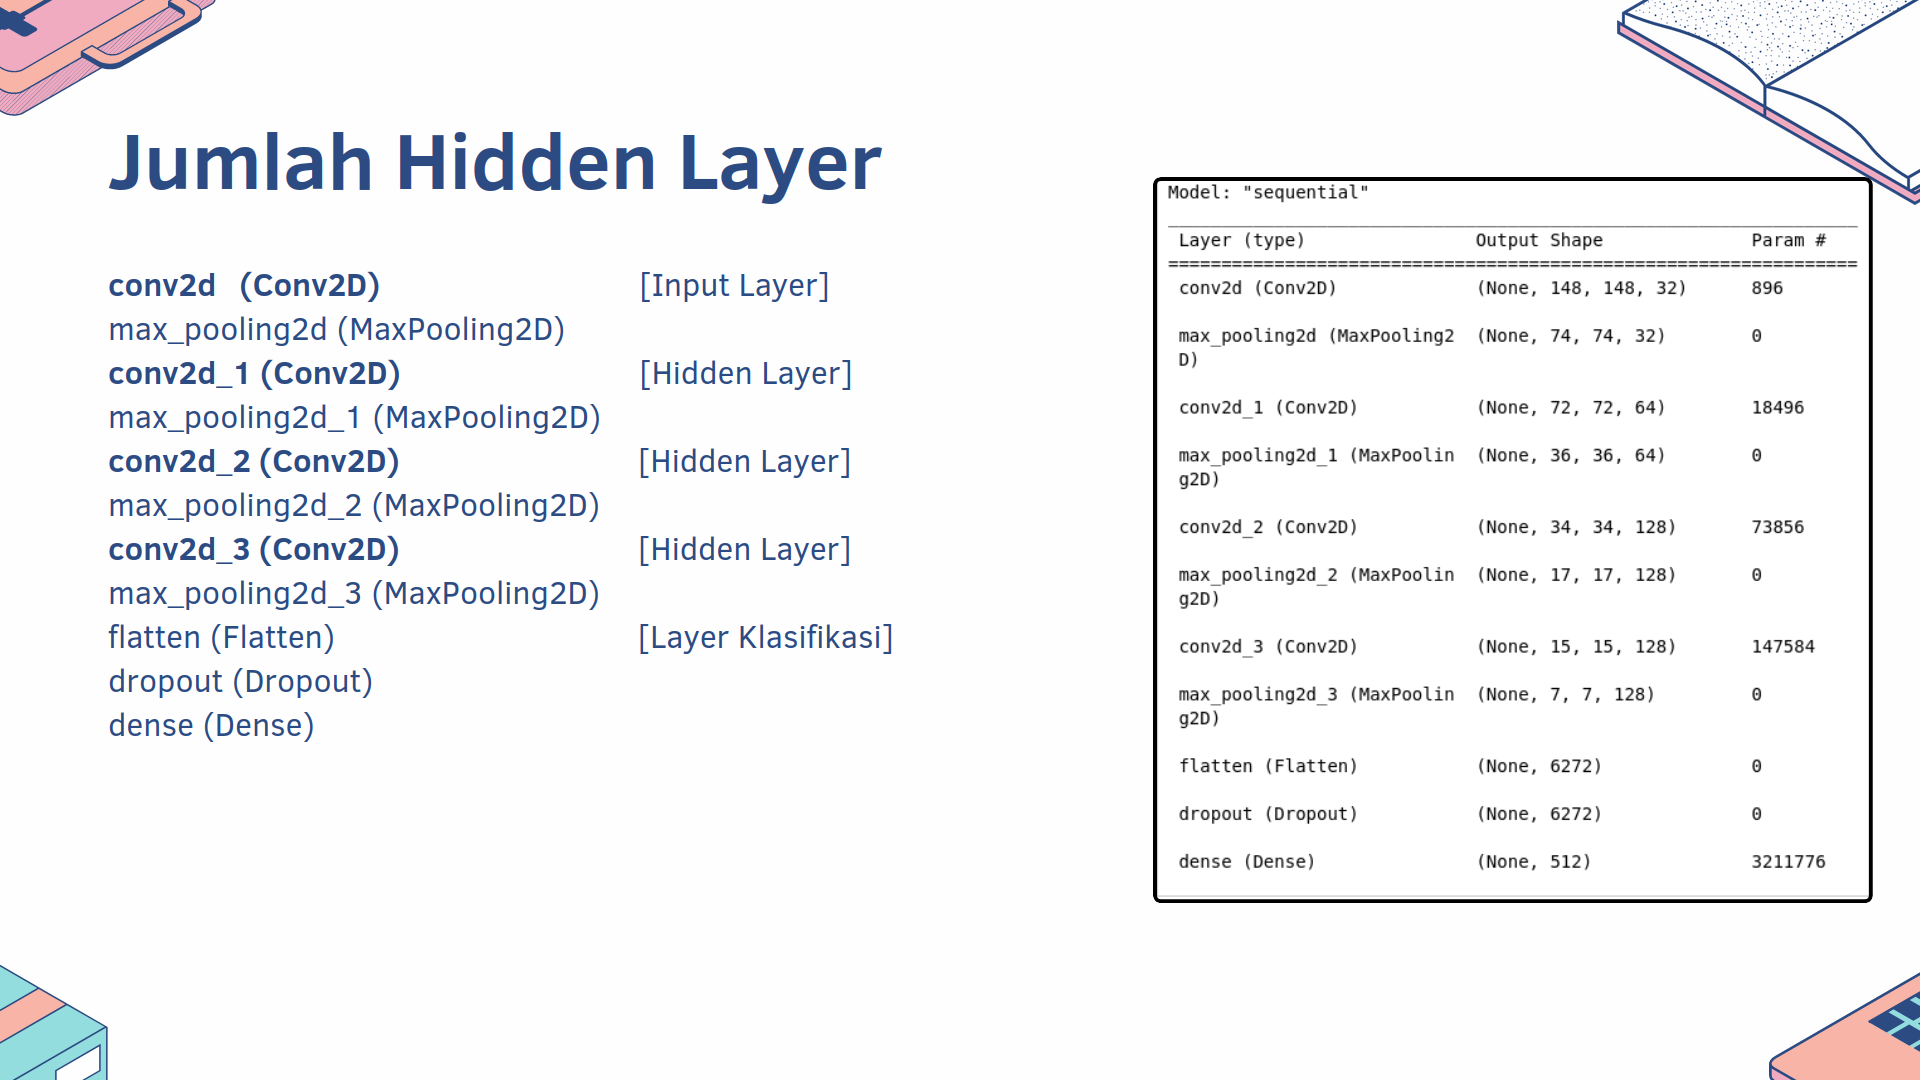 Jumlah Hidden Layer
conv2d (Conv2D) [Input Layer]
max_pooling2d (MaxPooling2D)
conv2d_1 (Conv2D) [Hidden Layer]
max_pooling2d_1 (MaxPooling2D)
conv2d_2 (Conv2D) [Hidden Layer]
max_pooling2d_2 (MaxPooling2D)
conv2d_3 (Conv2D) [Hidden Layer]
max_pooling2d_3 (MaxPooling2D)
flatten (Flatten) [Layer Klasifikasi]
dropout (Dropout)
dense (Dense)
Model: "sequential"
Layer (type) Output Shape Param #
conv2d (Conv2D) (None, 148, 148, 32) 896
max_pooling2d (MaxPooling2 (None, 74, 74, 32) 0
D)
conv2d_1 (Conv2D) (None, 72, 72, 64) 18496
max_pooling2d_1 (MaxPoolin (None, 36, 36, 64) 0
g2D)
conv2d_2 (Conv2D) (None, 34, 34, 128) 73856
max_pooling2d_2 (MaxPoolin (None, 17, 17, 128) 0
g2D)
conv2d_3 (Conv2D) (None, 15, 15, 128) 147584
max_pooling2d_3 (MaxPoolin (None, 7, 7, 128) 0
g2D)
flatten (Flatten) (None, 6272) 0
dropout (Dropout) (None, 6272) 0
dense (Dense) (None, 512) 3211776